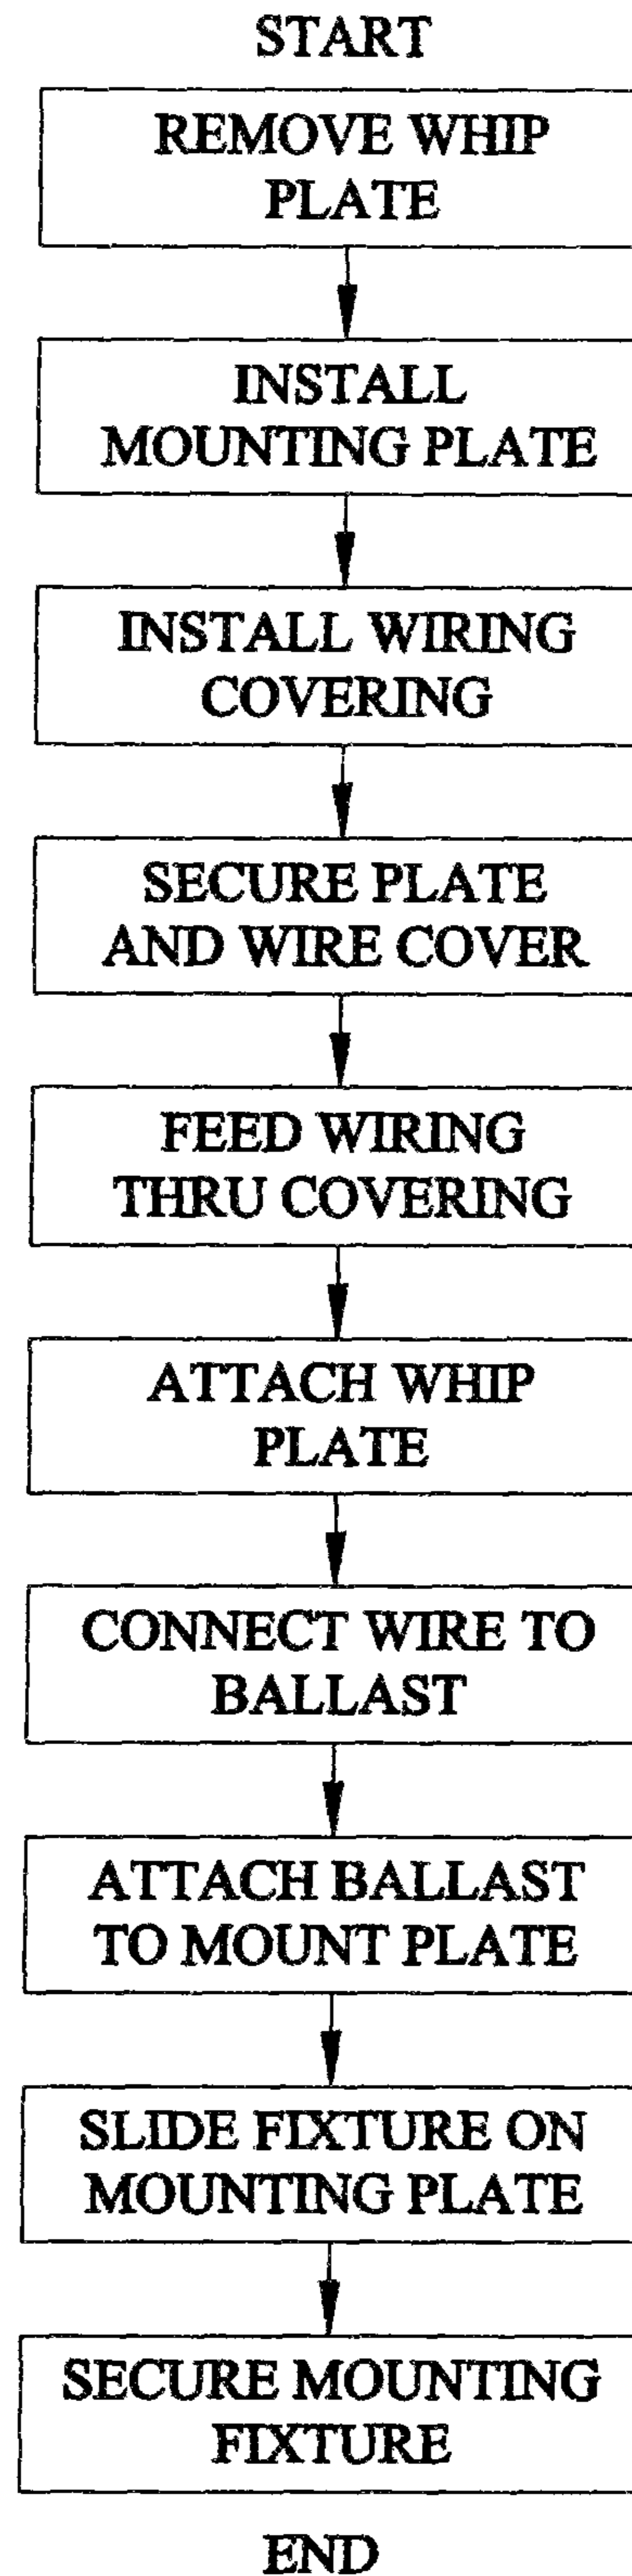 START
REMOVE WHIP
PLATE
INSTALL
MOUNTING PLATE
INSTALL WIRING
COVERING
SECURE PLATE
AND WIRE COVER
FEED WIRING
THRU COVERING
ATTACH WHIP
PLATE
CONNECT WIRE TO
BALLAST
ATTACH BALLAST
TO MOUNT PLATE
SLIDE FIXTURE ON
MOUNTING PLATE
SECURE MOUNTING
FIXTURE
END